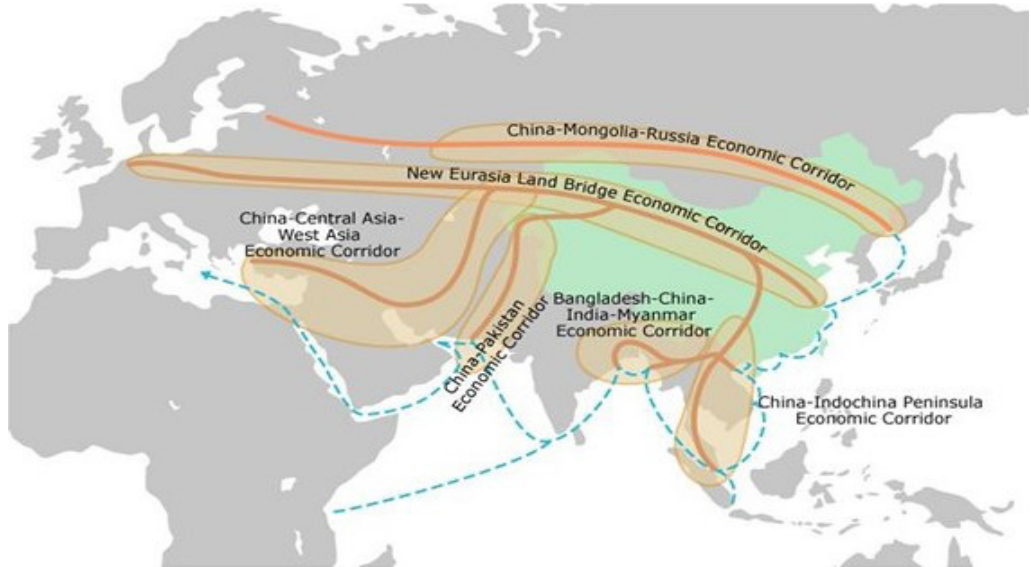 China-Mongolia-Russia Economic Corridor
New Eurasia Land Bridge Economic Corridor
China-Central Asia-
West Asia
Economic Corridor
China-Pakistan
Economic Corridor
Bangladesh-China-
India-Myanmar
Economic Corridor
China-Indochina Peninsula
Economic Corridor